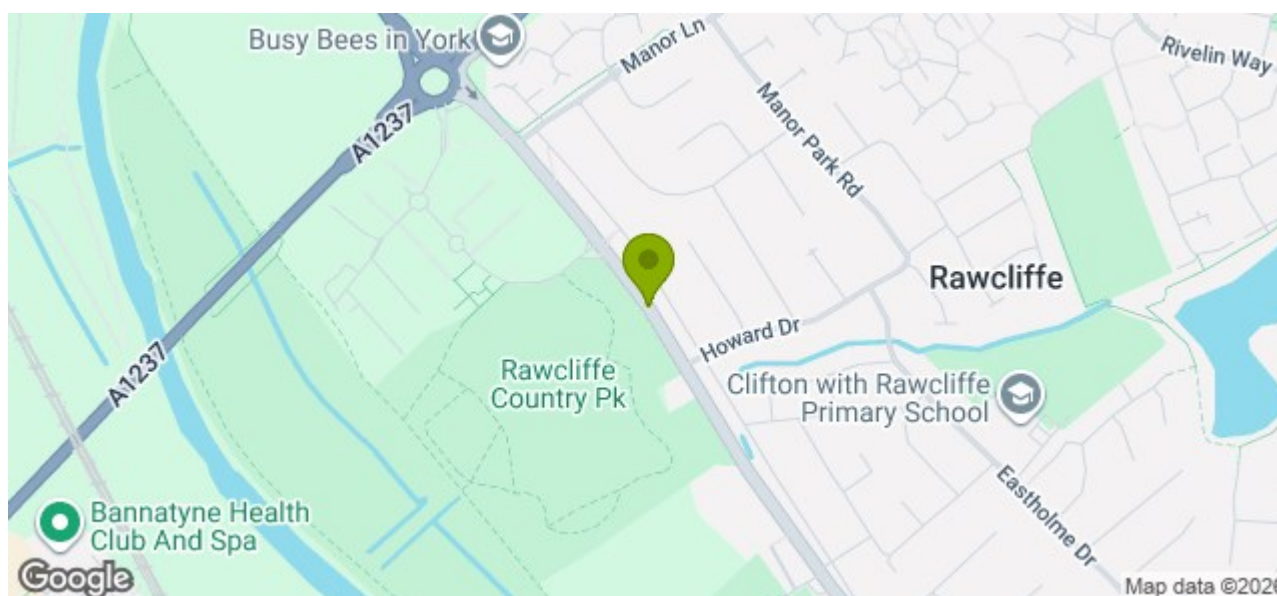 Busy Bees in York
Manor Ln
Rivelin Way
A1237
Manor Park Rd
Rawcliffe
Howard Dr
Rawcliffe
Country Pk
Clifton with Rawcliffe
Primary School
A1237
Eastholme Dr
Bannatyne Health
Club And Spa
Google
Map data ©2026